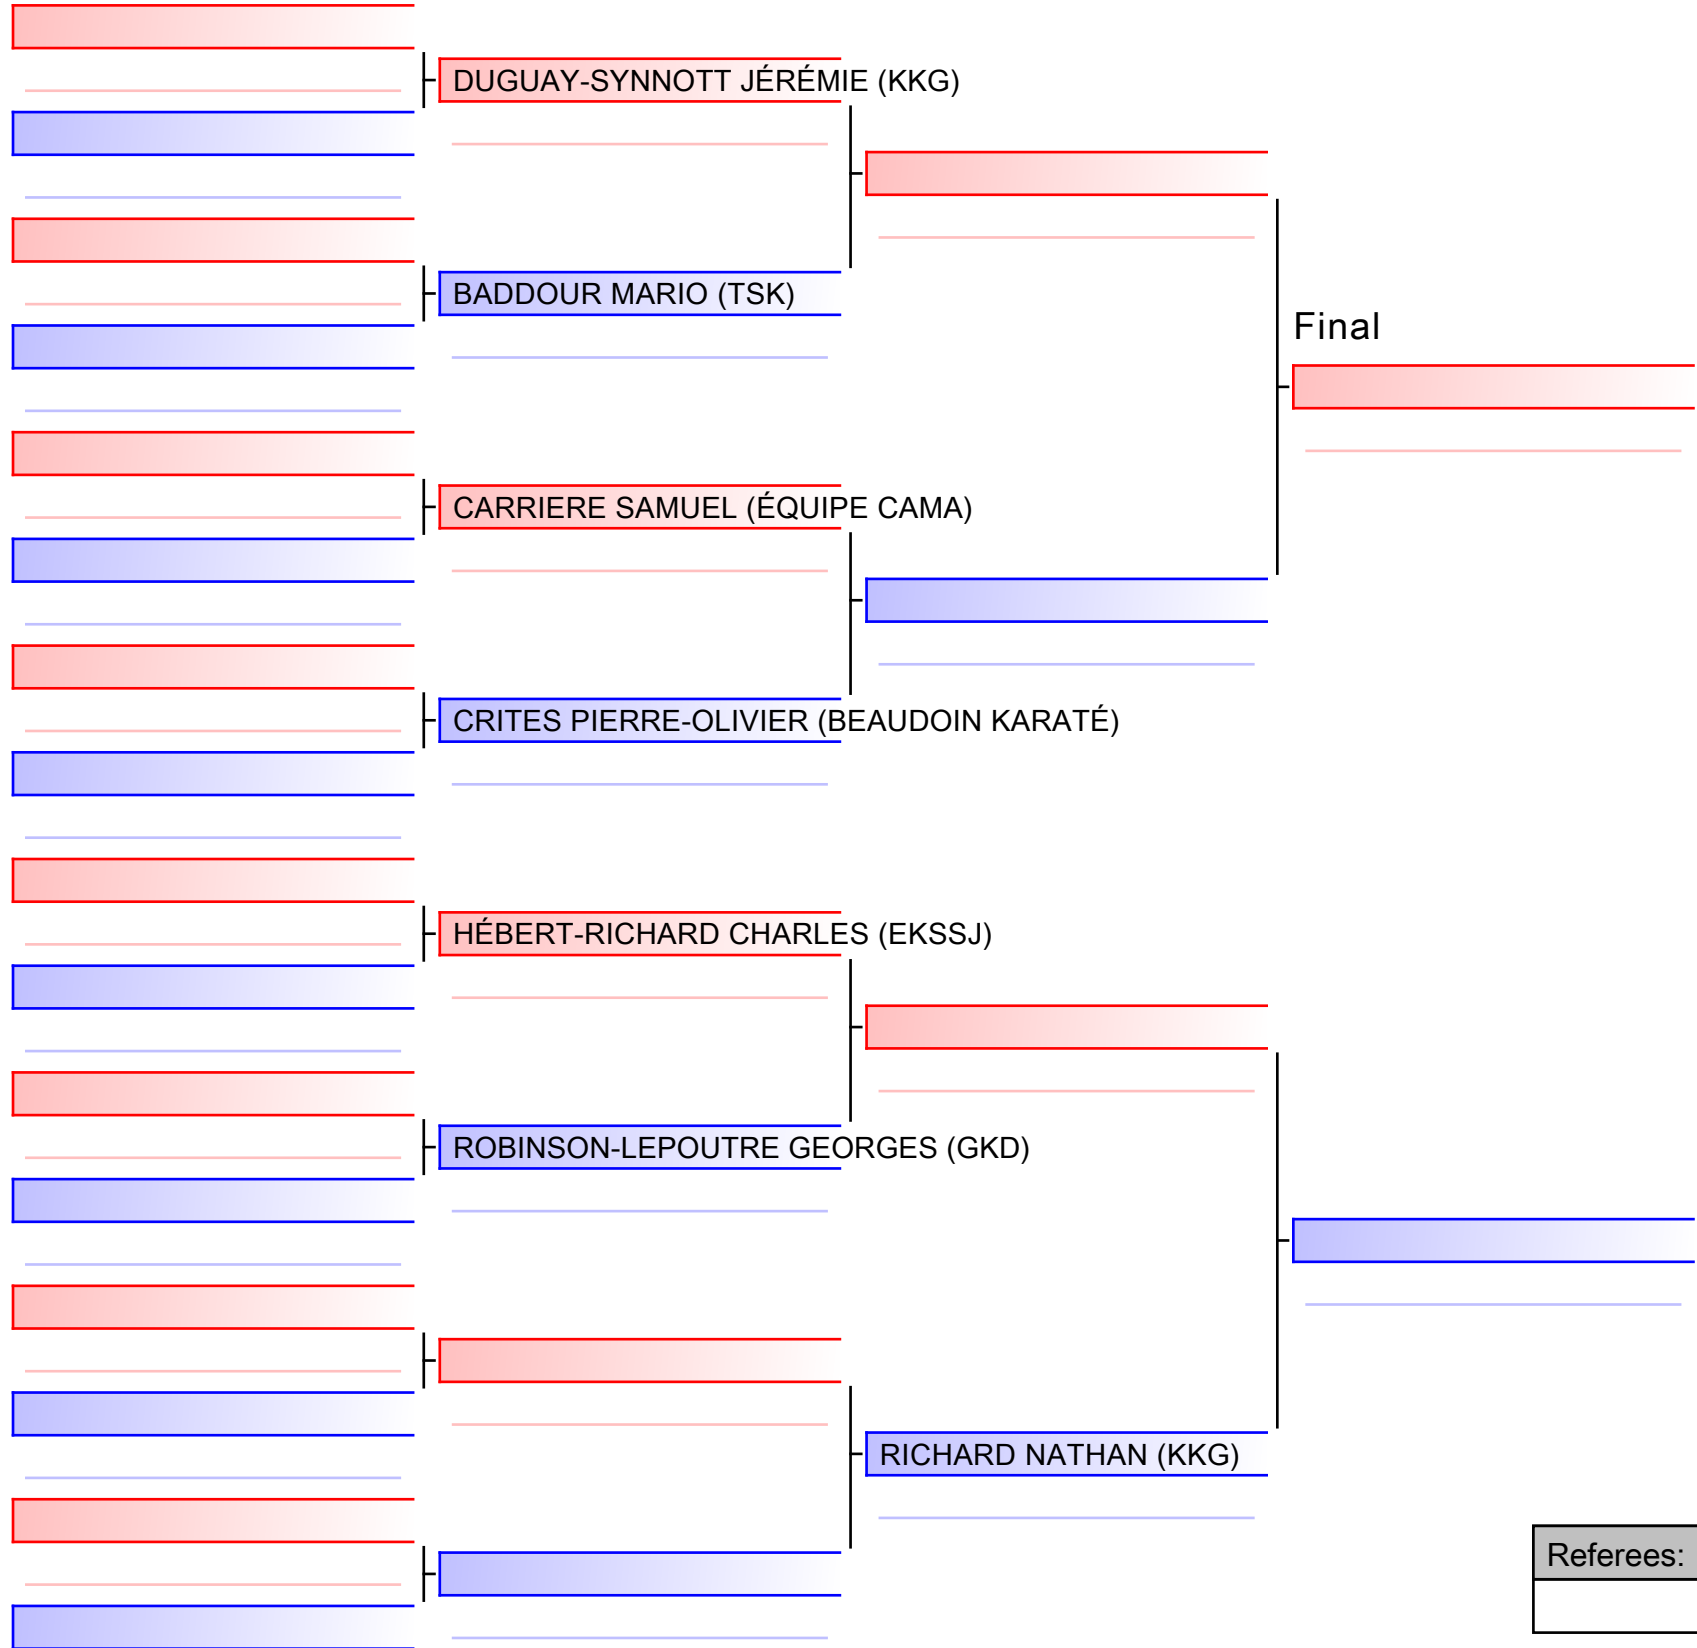 DUGUAY-SYNNOTT JÉRÉMIE (KKG)
BADDOUR MARIO (TSK)
Final
CARRIERE SAMUEL (ÉQUIPE CAMA)
CRITES PIERRE-OLIVIER (BEAUDOIN KARATÉ)
HÉBERT-RICHARD CHARLES (EKSSJ)
ROBINSON-LEPOUTRE GEORGES (GKD)
RICHARD NATHAN (KKG)
Referees: